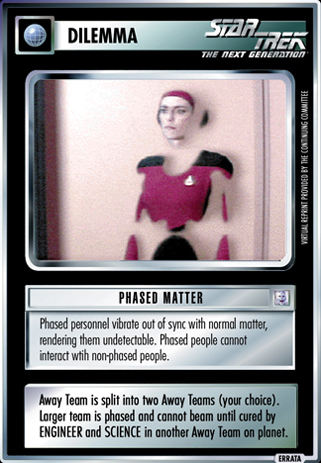 DILEMMA
STAR TREK
THE NEXT GENERATION®
VIRTUAL REPRINT PROVIDED BY THE CONTINUING COMMITTEE
PHASED MATTER
Phased personnel vibrate out of sync with normal matter,
rendering them undetectable. Phased people cannot
interact wtih non-phased people.
Away Team is split into two Away Teams (your choice).
Larger team is phased and cannot beam until cured by
ENGINEER and SCIENCE in another Away Team on planet.
ERRATA